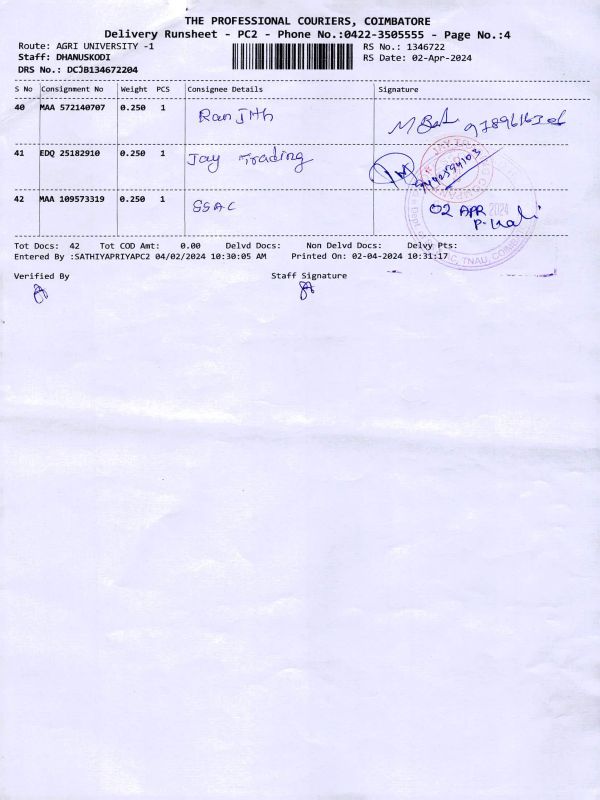 THE PROFESSIONAL COURIERS, COIMBATORE
Delivery Runsheet - PC2 - Phone No.:0422-3505555 - Page No.:4
Route: AGRI UNIVERSITY -1
RS No.: 1346722
Staff: DHANUSKODI
RS Date: 02-Apr-2024
DRS No.: DCJB134672204
S No Consignment No Weight PCS Consignee Details Signature
40 MAA 572140707 0.250 1 Ranjith
41 EDQ 25182910 0.250 1 Jay Trading
42 MAA 109573319 0.250 1 SSAC
02 APR 2024
Tot Docs: 42 Tot COD Amt: 0.00 Delvd Docs: Non Delvd Docs: Delvy Pts:
Entered By :SATHIYAPRIYAPC2 04/02/2024 10:30:05 AM Printed On: 02-04-2024 10:31:17
Verified By Staff Signature